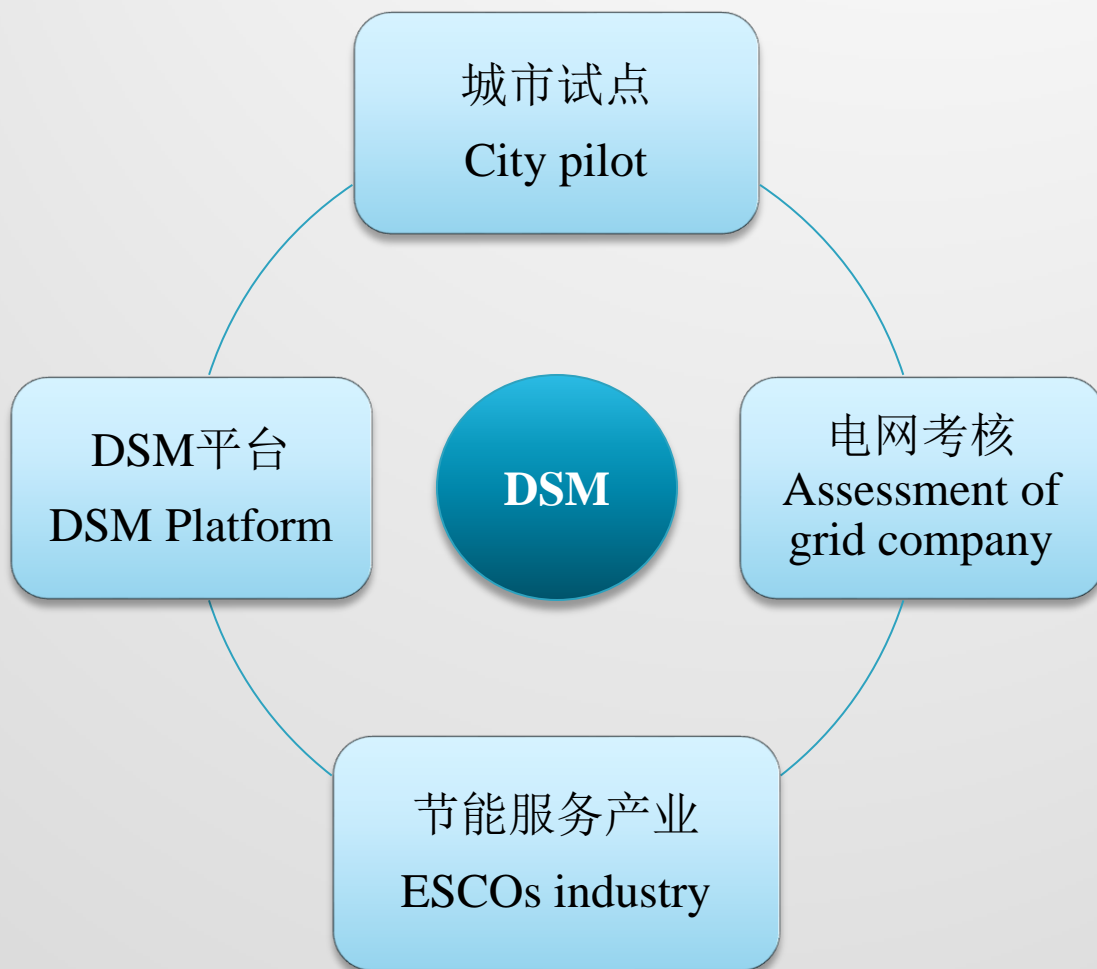 城市试点
City pilot
DSM平台
DSM Platform
DSM
电网考核
Assessment of
grid company
节能服务产业
ESCOs industry